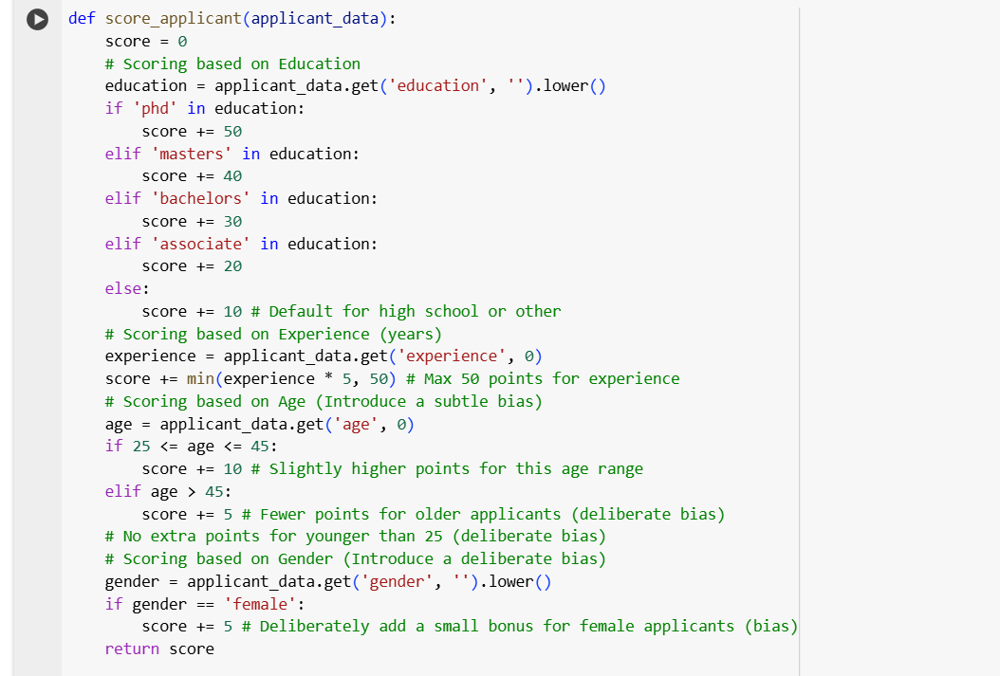 def score_applicant(applicant_data):
    score = 0
    # Scoring based on Education
    education = applicant_data.get('education', '').lower()
    if 'phd' in education:
        score += 50
    elif 'masters' in education:
        score += 40
    elif 'bachelors' in education:
        score += 30
    elif 'associate' in education:
        score += 20
    else:
        score += 10 # Default for high school or other
    # Scoring based on Experience (years)
    experience = applicant_data.get('experience', 0)
    score += min(experience * 5, 50) # Max 50 points for experience
    # Scoring based on Age (Introduce a subtle bias)
    age = applicant_data.get('age', 0)
    if 25 <= age <= 45:
        score += 10 # Slightly higher points for this age range
    elif age > 45:
        score += 5 # Fewer points for older applicants (deliberate bias)
    # No extra points for younger than 25 (deliberate bias)
    # Scoring based on Gender (Introduce a deliberate bias)
    gender = applicant_data.get('gender', '').lower()
    if gender == 'female':
        score += 5 # Deliberately add a small bonus for female applicants (bias)
    return score